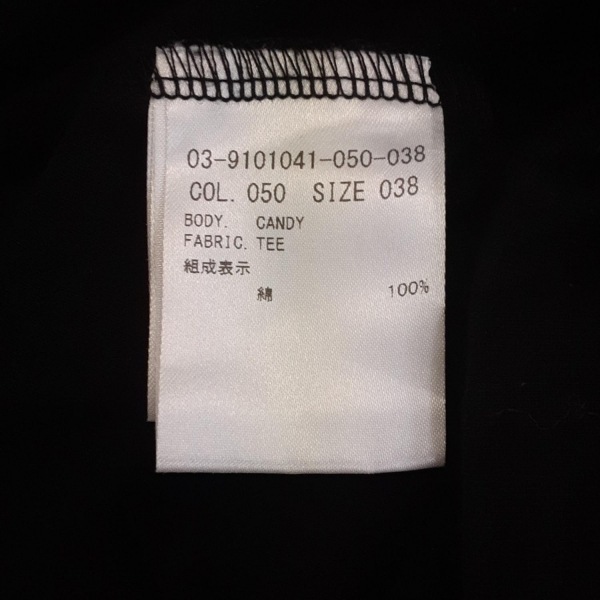 03-9101041-050-038
COL. 050 SIZE 038
BODY. CANDY
FABRIC. TEE
組成表示
綿 100%